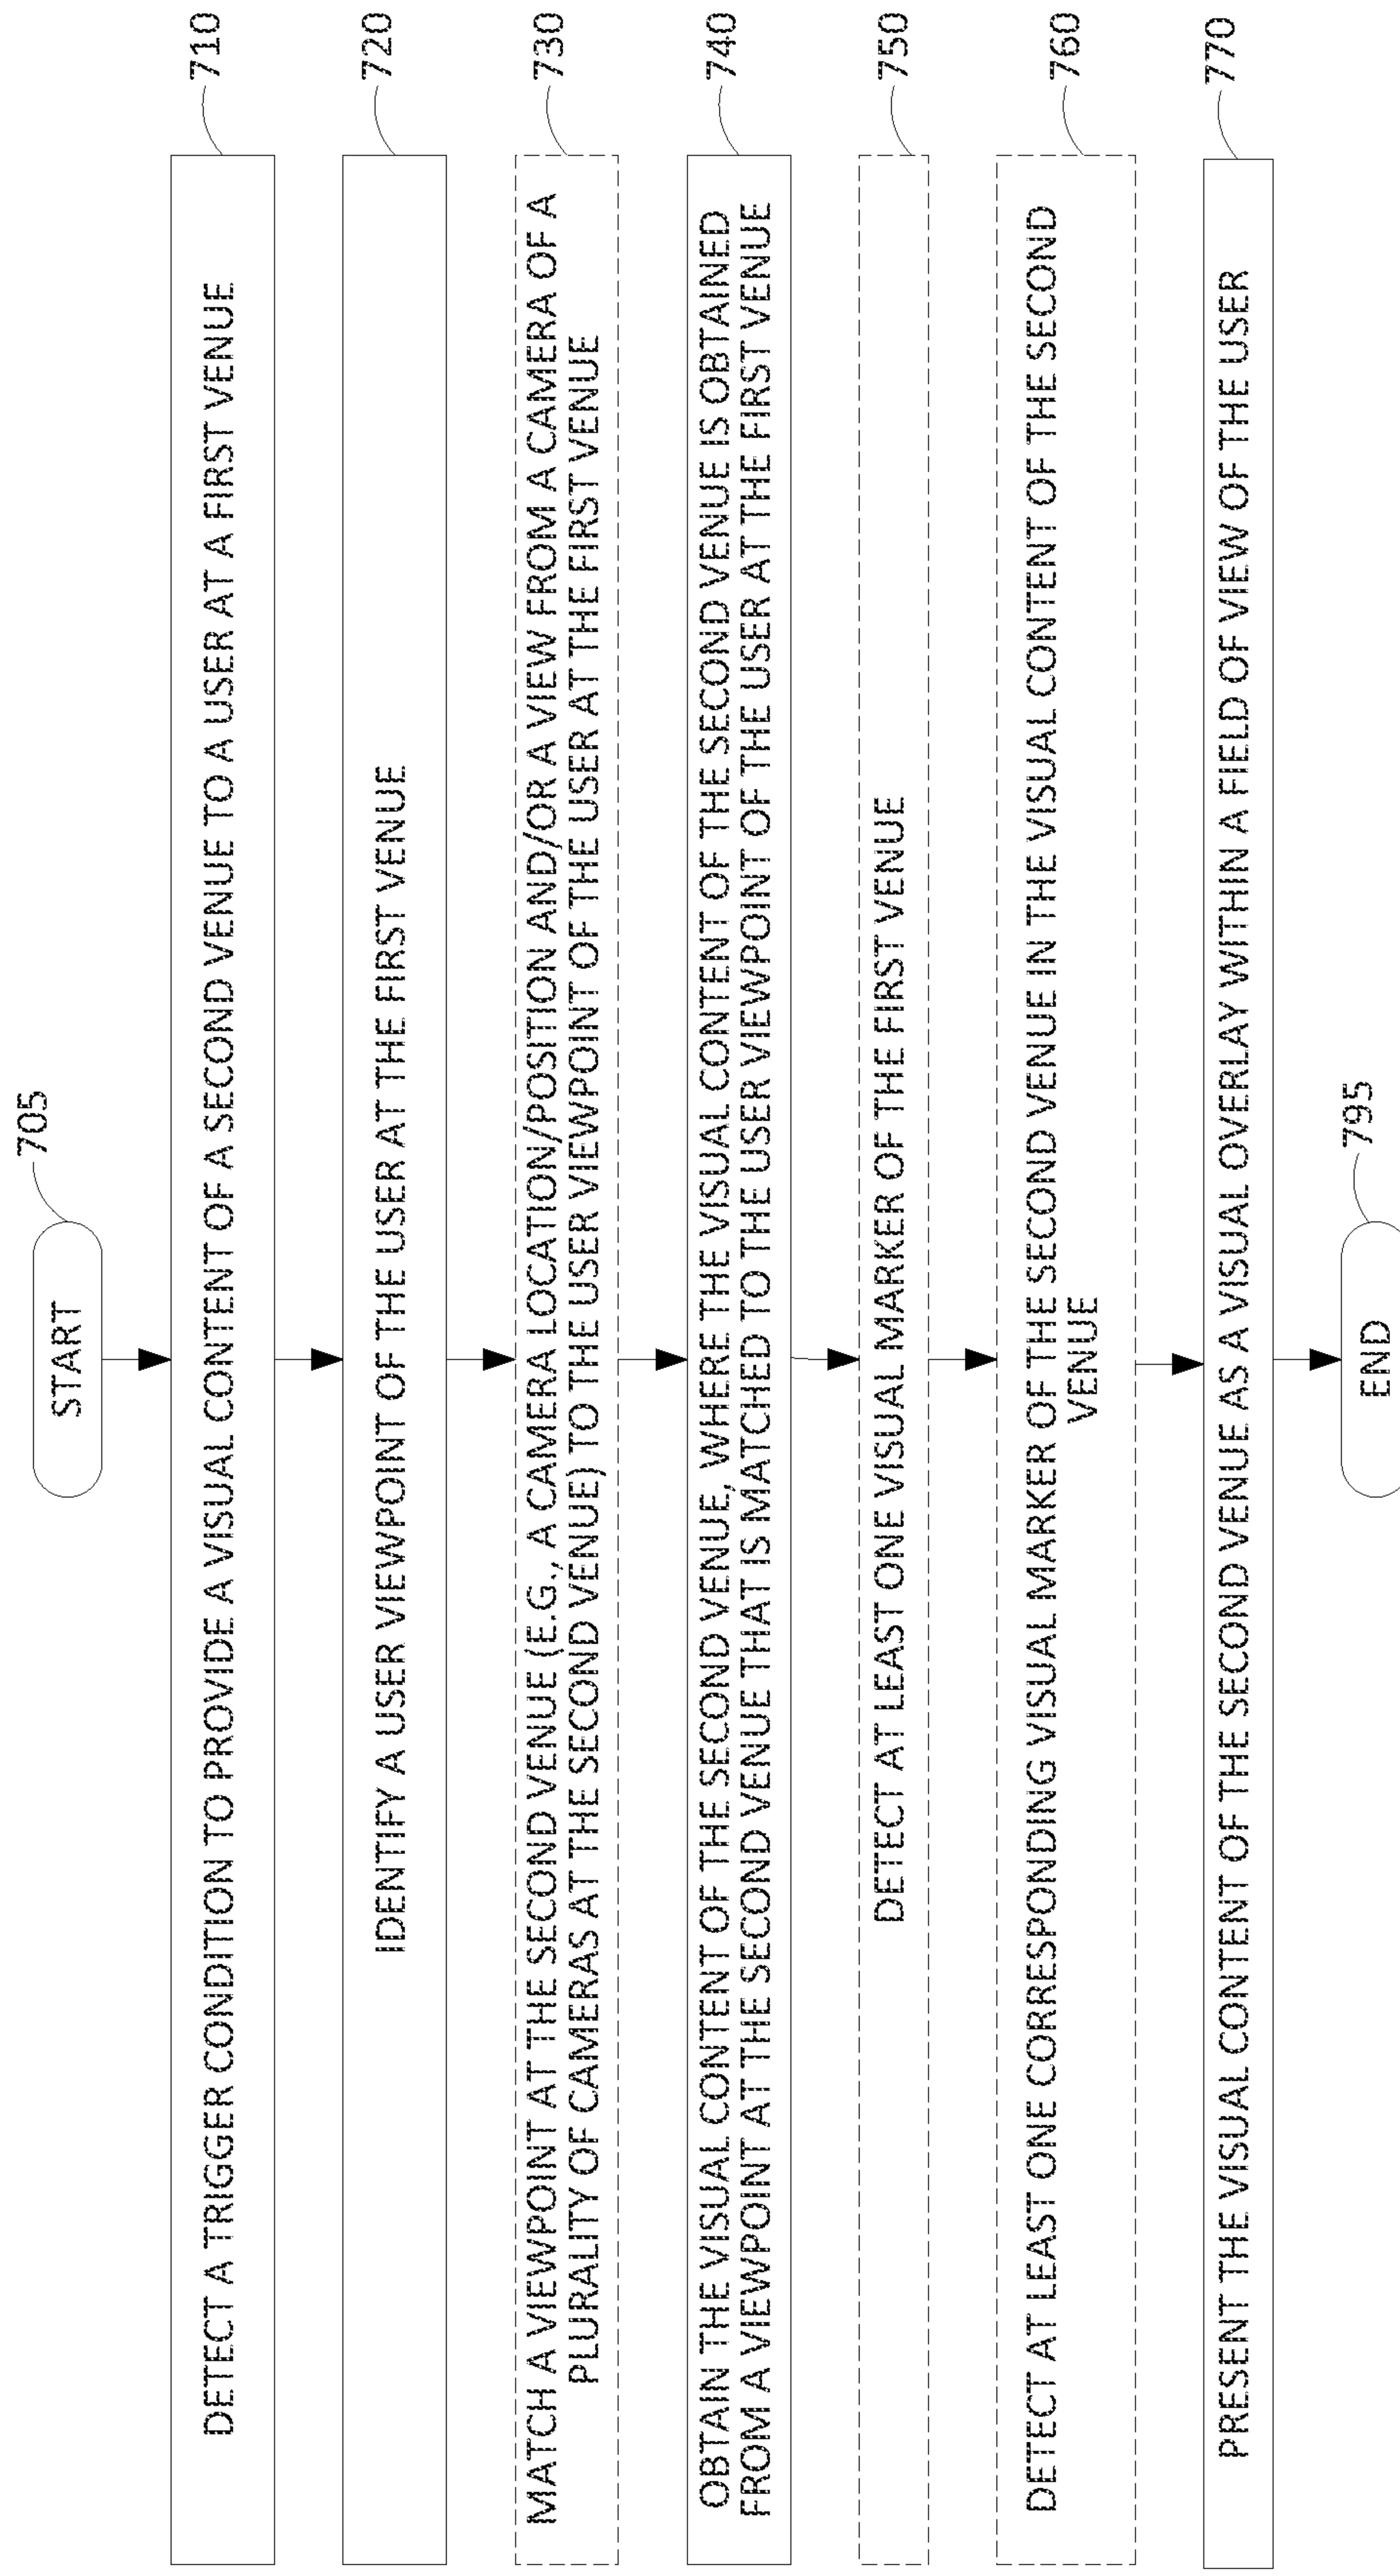 705
START
710
DETECT A TRIGGER CONDITION TO PROVIDE A VISUAL CONTENT OF A SECOND VENUE TO A USER AT A FIRST VENUE
720
IDENTIFY A USER VIEWPOINT OF THE USER AT THE FIRST VENUE
730
MATCH A VIEWPOINT AT THE SECOND VENUE (E.G., A CAMERA LOCATION/POSITION AND/OR A VIEW FROM A CAMERA OF A
PLURALITY OF CAMERAS AT THE SECOND VENUE) TO THE USER VIEWPOINT OF THE USER AT THE FIRST VENUE
740
OBTAIN THE VISUAL CONTENT OF THE SECOND VENUE, WHERE THE VISUAL CONTENT OF THE SECOND VENUE IS OBTAINED
FROM A VIEWPOINT AT THE SECOND VENUE THAT IS MATCHED TO THE USER VIEWPOINT OF THE USER AT THE FIRST VENUE
750
DETECT AT LEAST ONE VISUAL MARKER OF THE FIRST VENUE
760
DETECT AT LEAST ONE CORRESPONDING VISUAL MARKER OF THE SECOND VENUE IN THE VISUAL CONTENT OF THE SECOND
VENUE
770
PRESENT THE VISUAL CONTENT OF THE SECOND VENUE AS A VISUAL OVERLAY WITHIN A FIELD OF VIEW OF THE USER
795
END